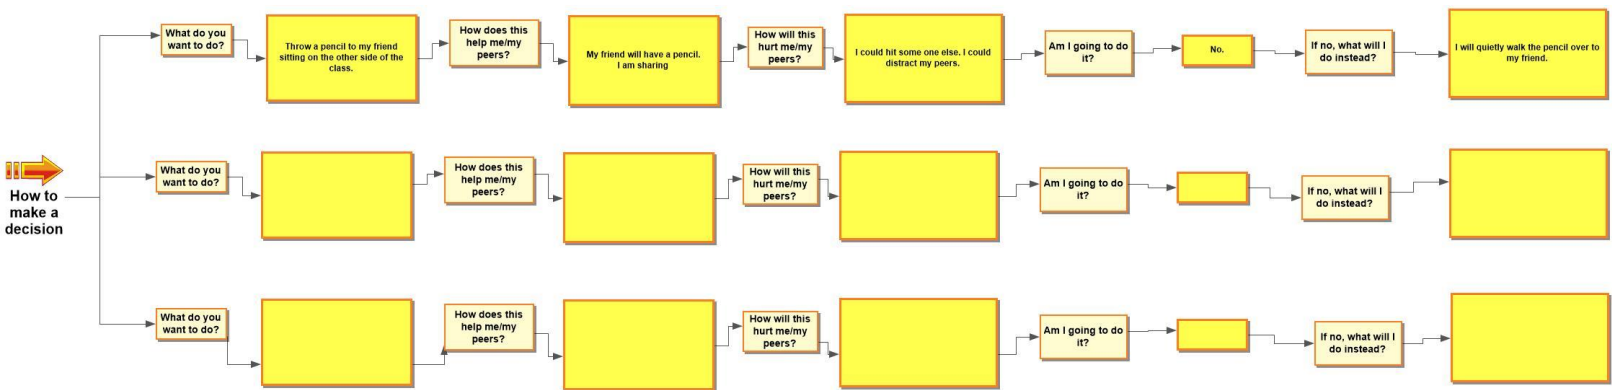 What do you
want to do?
Throw a pencil to my friend
sitting on the other side of the
class.
How does this
help me/my
peers?
My friend will have a pencil.
I am sharing
How will this
hurt me/my
peers?
I could hit some one else. I could
distract my peers.
Am I going to do
it?
No.
If no, what will I
do instead?
I will quietly walk the pencil over to
my friend.
How to
make a
decision
What do you
want to do?
How does this
help me/my
peers?
How will this
hurt me/my
peers?
Am I going to do
it?
If no, what will I
do instead?
What do you
want to do?
How does this
help me/my
peers?
How will this
hurt me/my
peers?
Am I going to do
it?
If no, what will I
do instead?